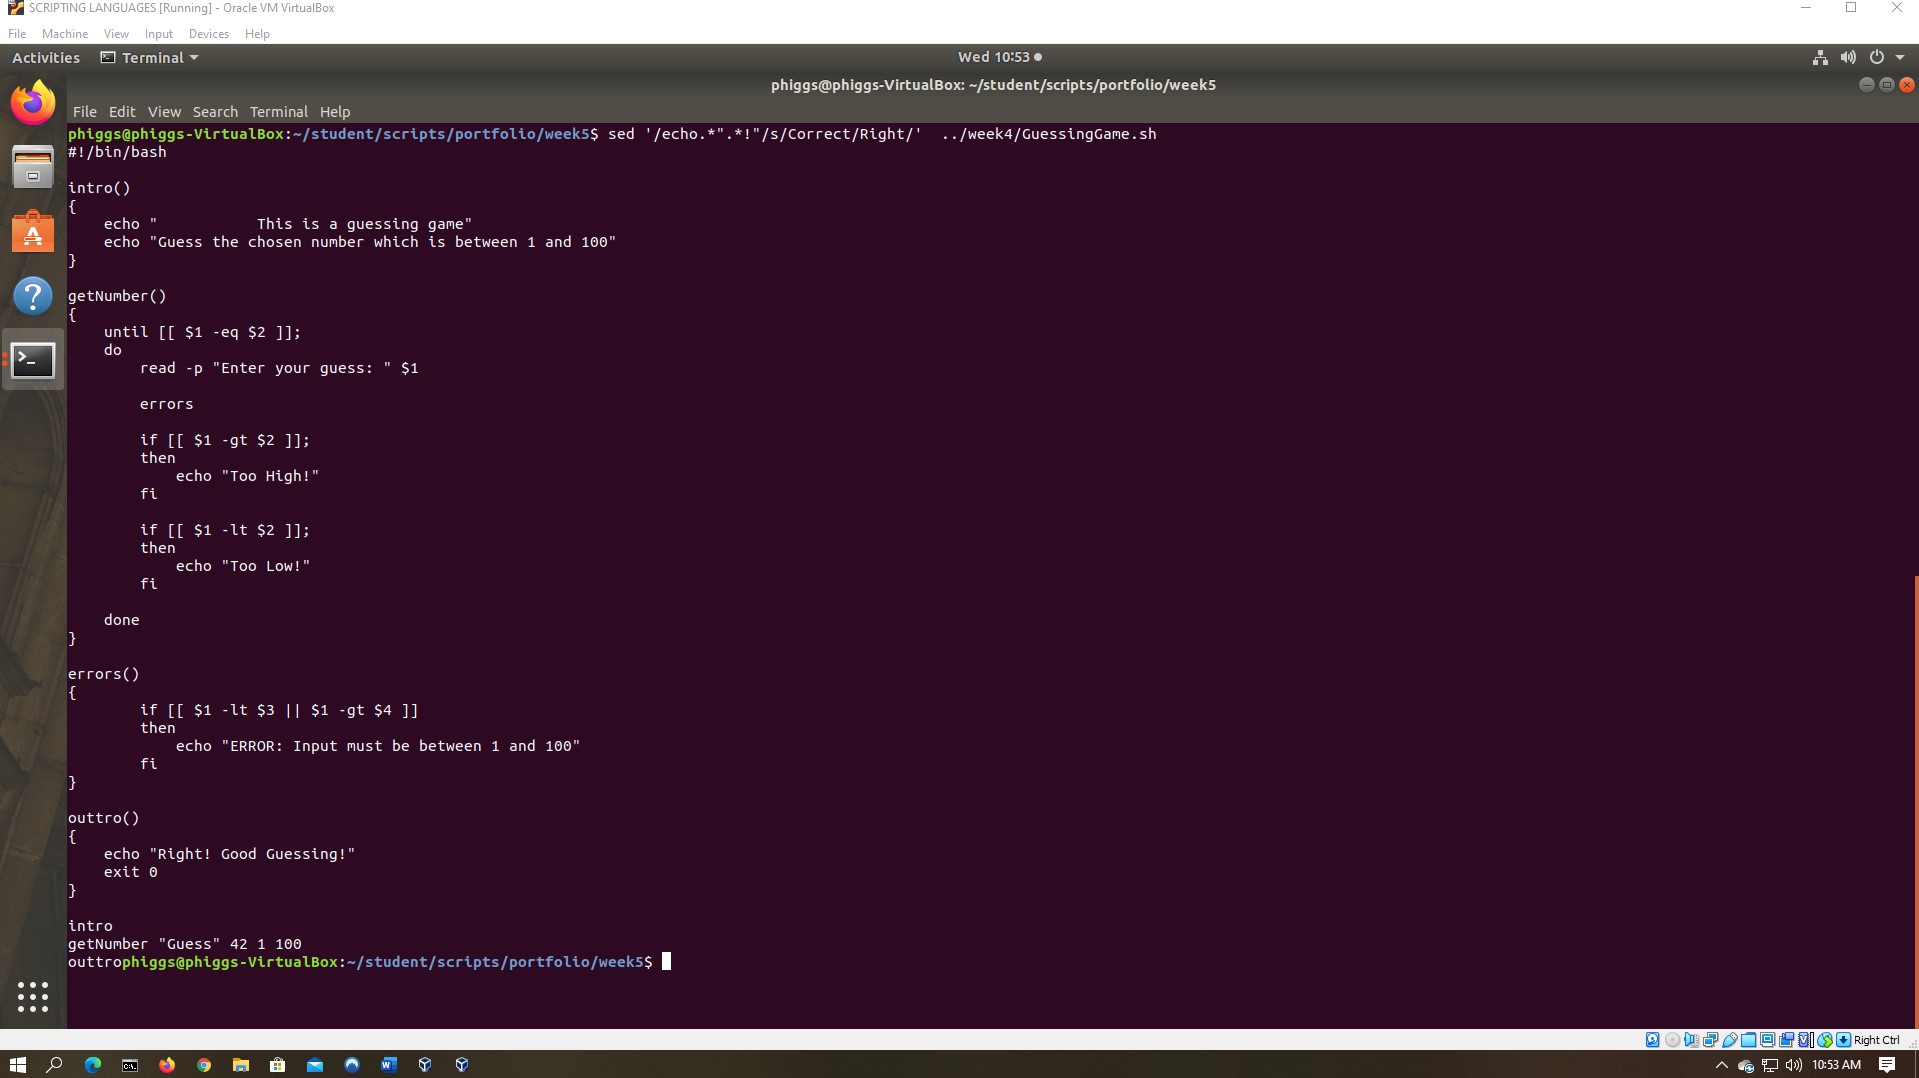 SCRIPTING LANGUAGES [Running] - Oracle VM VirtualBox
File Machine View Input Devices Help
Activities Terminal Wed 10:53
phiggs@phiggs-VirtualBox: ~/student/scripts/portfolio/week5
File Edit View Search Terminal Help
phiggs@phiggs-VirtualBox:~/student/scripts/portfolio/week5$ sed '/echo.*".*!"/s/Correct/Right/'  ../week4/GuessingGame.sh
#!/bin/bash

intro()
{
    echo "           This is a guessing game"
    echo "Guess the chosen number which is between 1 and 100"
}

getNumber()
{
    until [[ $1 -eq $2 ]];
    do
        read -p "Enter your guess: " $1

        errors

        if [[ $1 -gt $2 ]];
        then
            echo "Too High!"
        fi

        if [[ $1 -lt $2 ]];
        then
            echo "Too Low!"
        fi

    done
}

errors()
{
        if [[ $1 -lt $3 || $1 -gt $4 ]]
        then
            echo "ERROR: Input must be between 1 and 100"
        fi
}

outtro()
{
    echo "Right! Good Guessing!"
    exit 0
}

intro
getNumber "Guess" 42 1 100
outtrophiggs@phiggs-VirtualBox:~/student/scripts/portfolio/week5$
Right Ctrl
10:53 AM